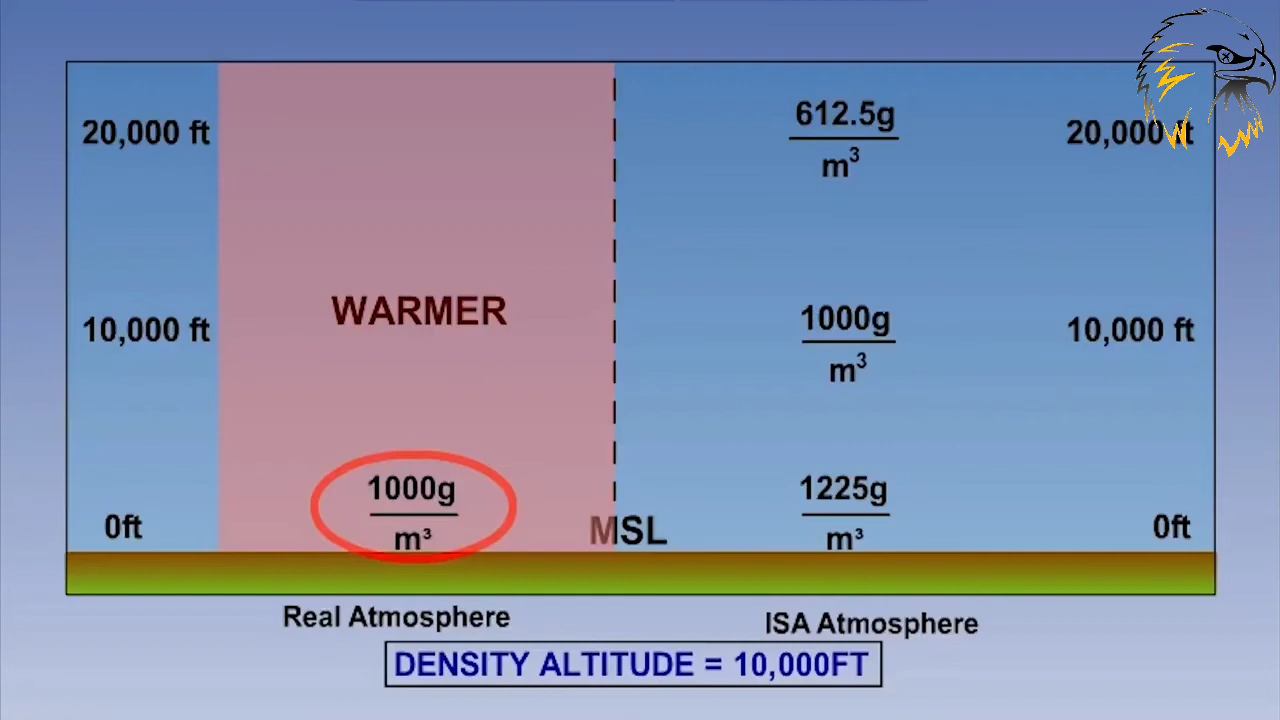 612.5g
20,000 ft
m³
20,000 ft
WARMER
1000g
10,000 ft
m³
10,000 ft
1000g
1225g
0ft
m³
MSL
m³
0ft
Real Atmosphere
ISA Atmosphere
DENSITY ALTITUDE = 10,000FT